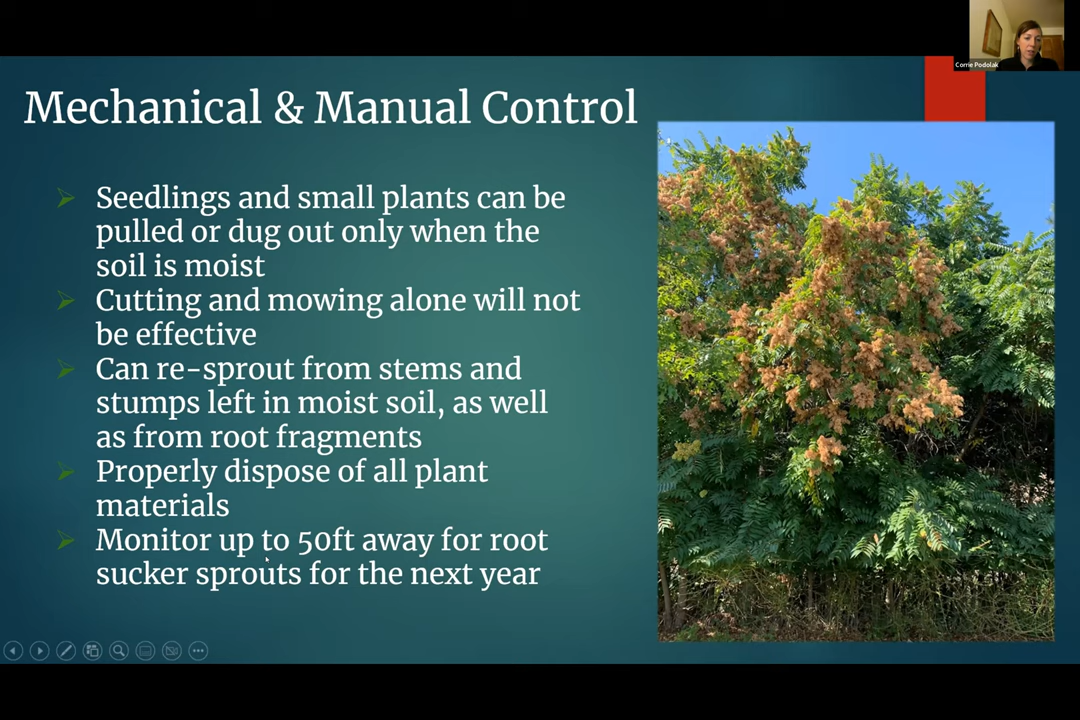 Corrie Podolak
Mechanical & Manual Control
Seedlings and small plants can be
pulled or dug out only when the
soil is moist
Cutting and mowing alone will not
be effective
Can re-sprout from stems and
stumps left in moist soil, as well
as from root fragments
Properly dispose of all plant
materials
Monitor up to 50ft away for root
sucker sprouts for the next year